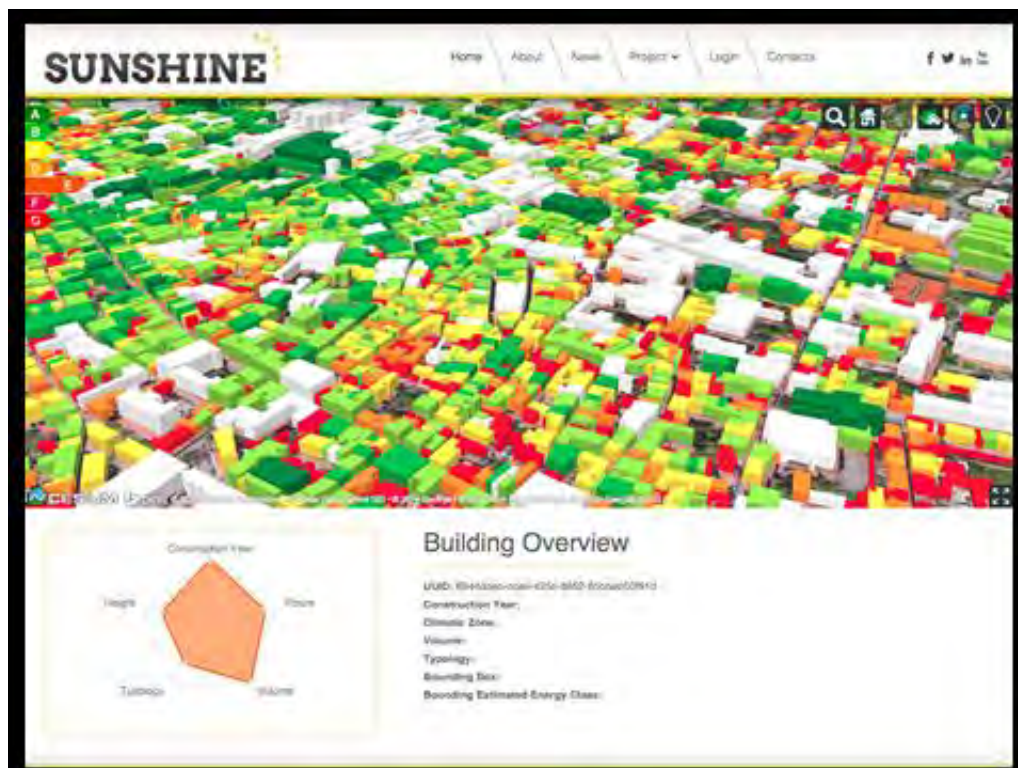 SUNSHINE
Home About News Project Login Contacts
A
B
D
E
F
G
Building Overview
Construction Year
Height
Floors
Typology
Volume
UUID:
Construction Year:
Climatic Zone:
Volume:
Typology:
Bounding Box:
Bounding Estimated Energy Class: